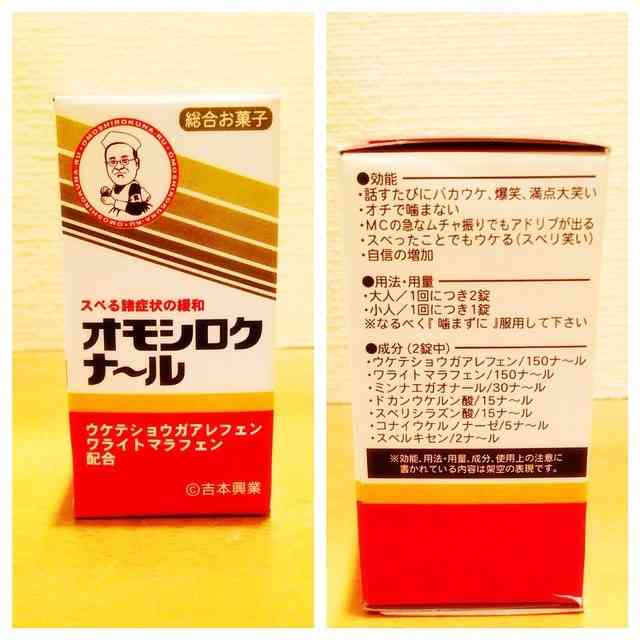 総合お菓子
OMOSHIROKUNA-RU・OMOSHIROKUNA-RU・OMOSHIROKUNA-RU
スベる諸症状の緩和
オモシロク
ナ～ル
ウケテショウガアレフェン
ワライトマラフェン
配合
©吉本興業
●効能
・話すたびにバカウケ、爆笑、満点大笑い
・オチで噛まない
・MCの急なムチャ振りでもアドリブが出る
・スベったことでもウケる(スベリ笑い)
・自信の増加
●用法・用量
・大人/1回につき2錠
・小人/1回につき1錠
※なるべく『噛まずに』服用して下さい
●成分(2錠中)
・ウケテショウガアレフェン/150ナ～ル
・ワライトマラフェン/150ナ～ル
・ミンナエガオナール/30ナ～ル
・ドカンウケルン酸/15ナ～ル
・スベリシラズン酸/15ナ～ル
・コナイウケルノナーゼ/5ナ～ル
・スベルキセン/2ナ～ル
※効能、用法・用量、成分、使用上の注意に
書かれている内容は架空の表現です。